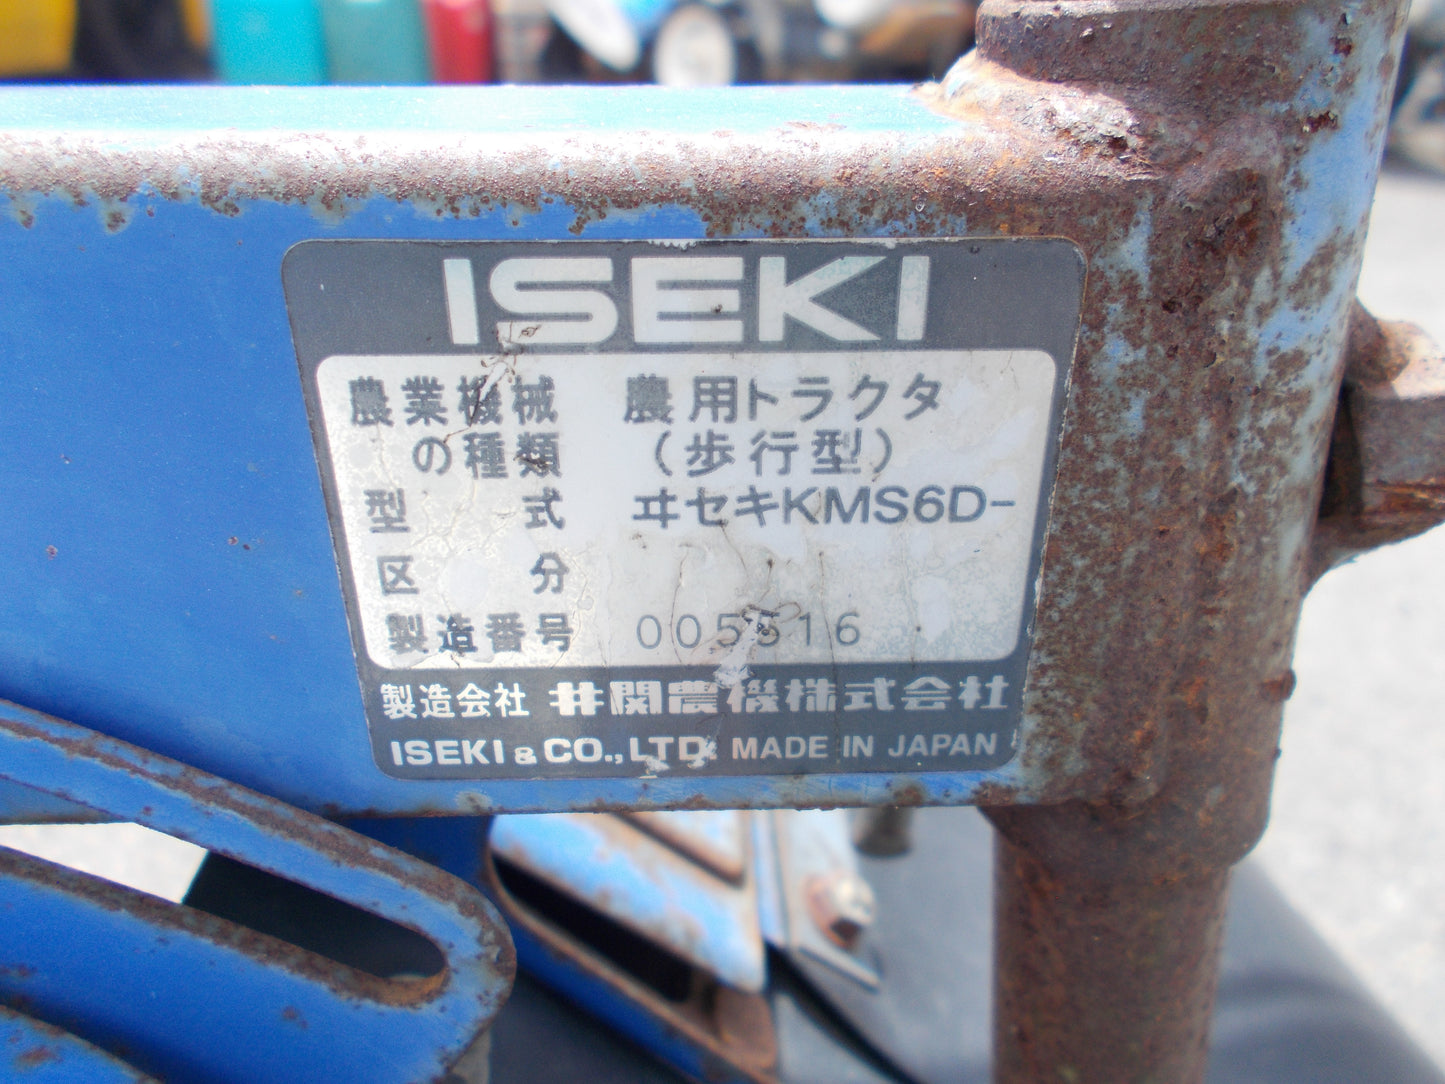 ISEKI
農業機械 農用トラクタ
の種類 (歩行型)
型式 ヰセキKMS6D-
区分
製造番号 005516
製造会社 井関農機株式会社
ISEKI & CO., LTD. MADE IN JAPAN